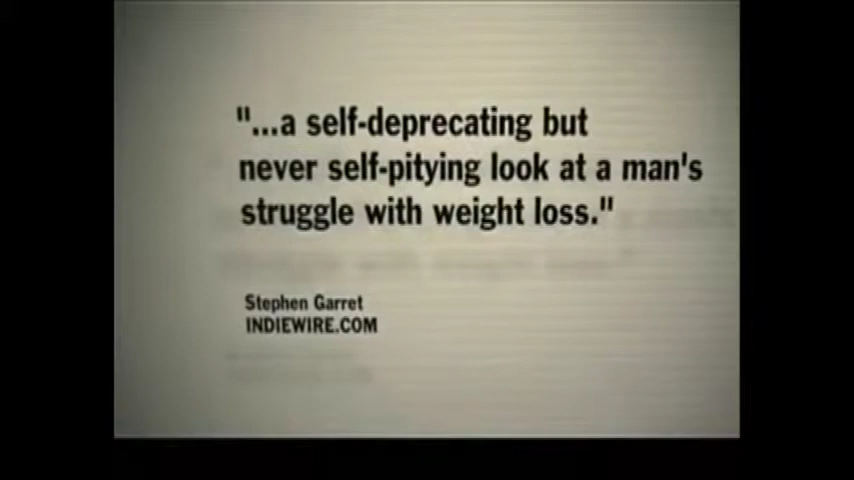 "...a self-deprecating but
never self-pitying look at a man's
struggle with weight loss."
Stephen Garret
INDIEWIRE.COM